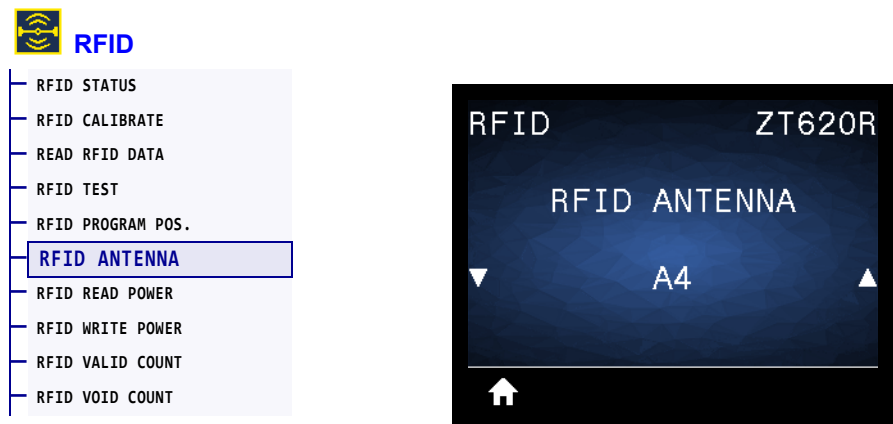 RFID
RFID STATUS
RFID CALIBRATE
READ RFID DATA
RFID TEST
RFID PROGRAM POS.
RFID ANTENNA
RFID READ POWER
RFID WRITE POWER
RFID VALID COUNT
RFID VOID COUNT
RFID ZT620R
RFID ANTENNA
A4